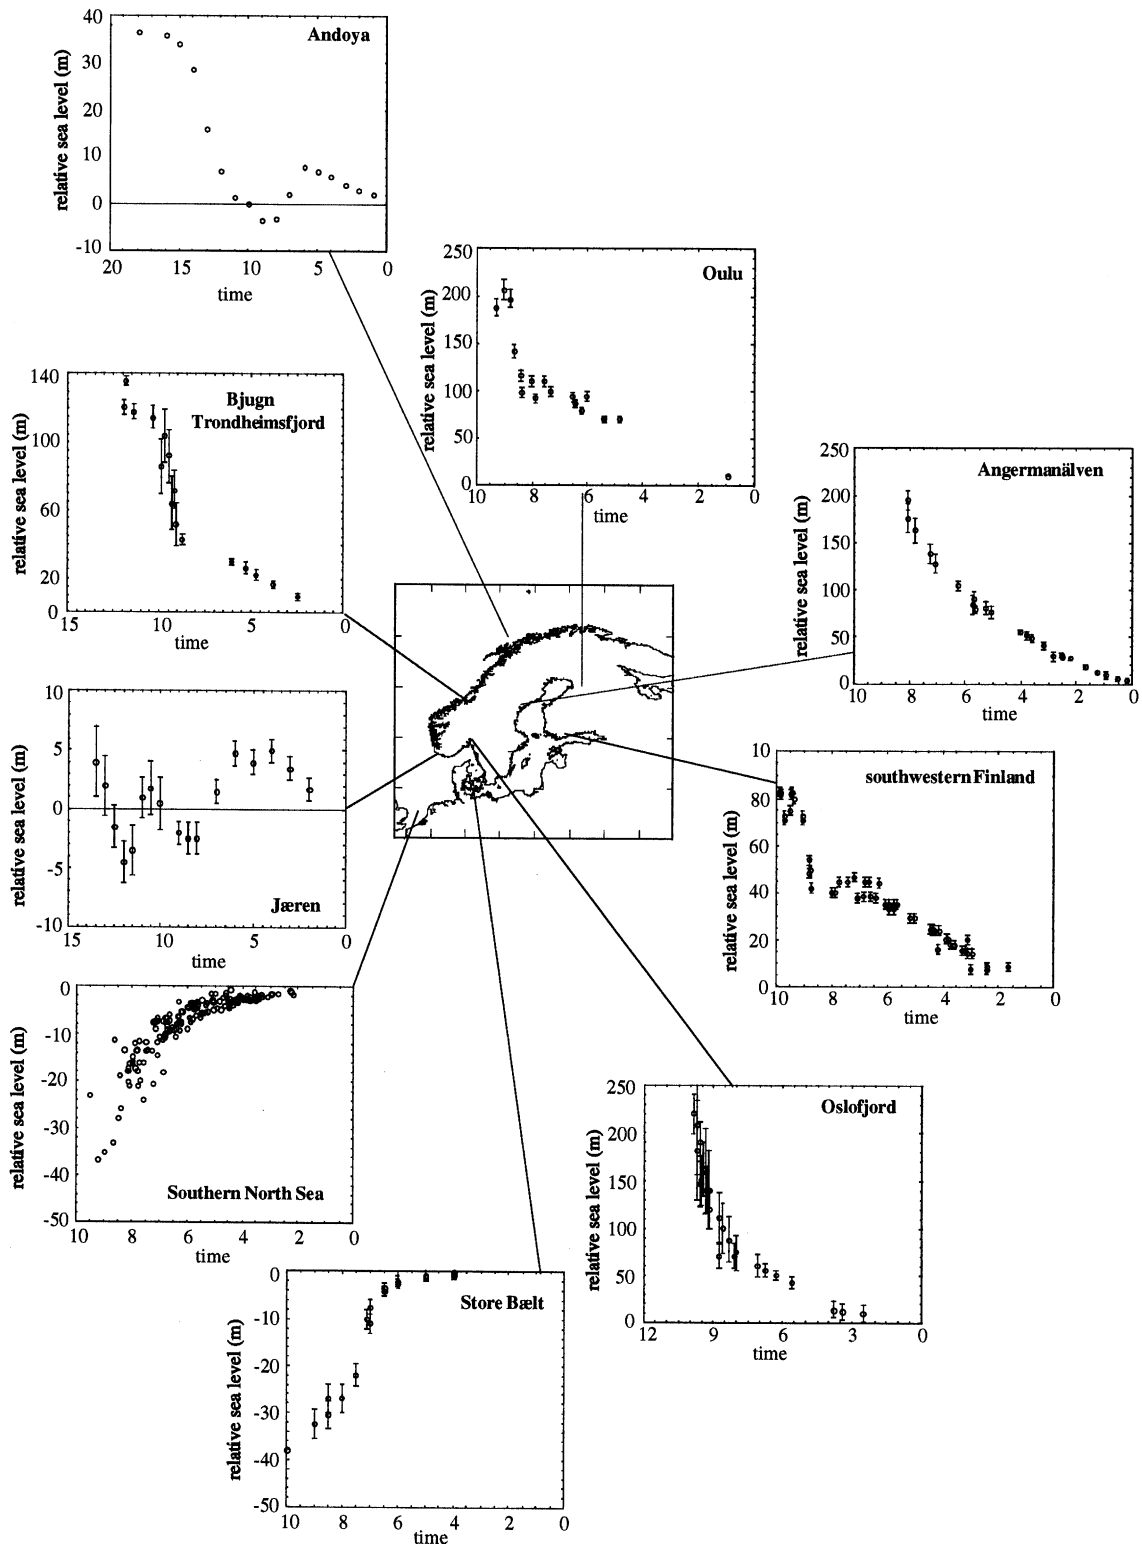 Andoya
relative sea level (m)
40
30
20
10
0
-10
20 15 10 5 0
time
Oulu
relative sea level (m)
250
200
150
100
50
0
10 8 6 4 2 0
time
Bjugn
Trondheimsfjord
relative sea level (m)
140
100
60
20
0
15 10 5 0
time
Angermanälven
relative sea level (m)
250
200
150
100
50
0
10 8 6 4 2 0
time
Jæren
relative sea level (m)
10
5
0
-5
-10
15 10 5 0
time
southwestern Finland
relative sea level (m)
10
80
60
40
20
0
10 8 6 4 2 0
time
Southern North Sea
relative sea level (m)
0
-10
-20
-30
-40
-50
10 8 6 4 2 0
time
Oslofjord
relative sea level (m)
250
200
150
100
50
0
12 9 6 3 0
time
Store Bælt
relative sea level (m)
0
-10
-20
-30
-40
-50
10 8 6 4 2 0
time